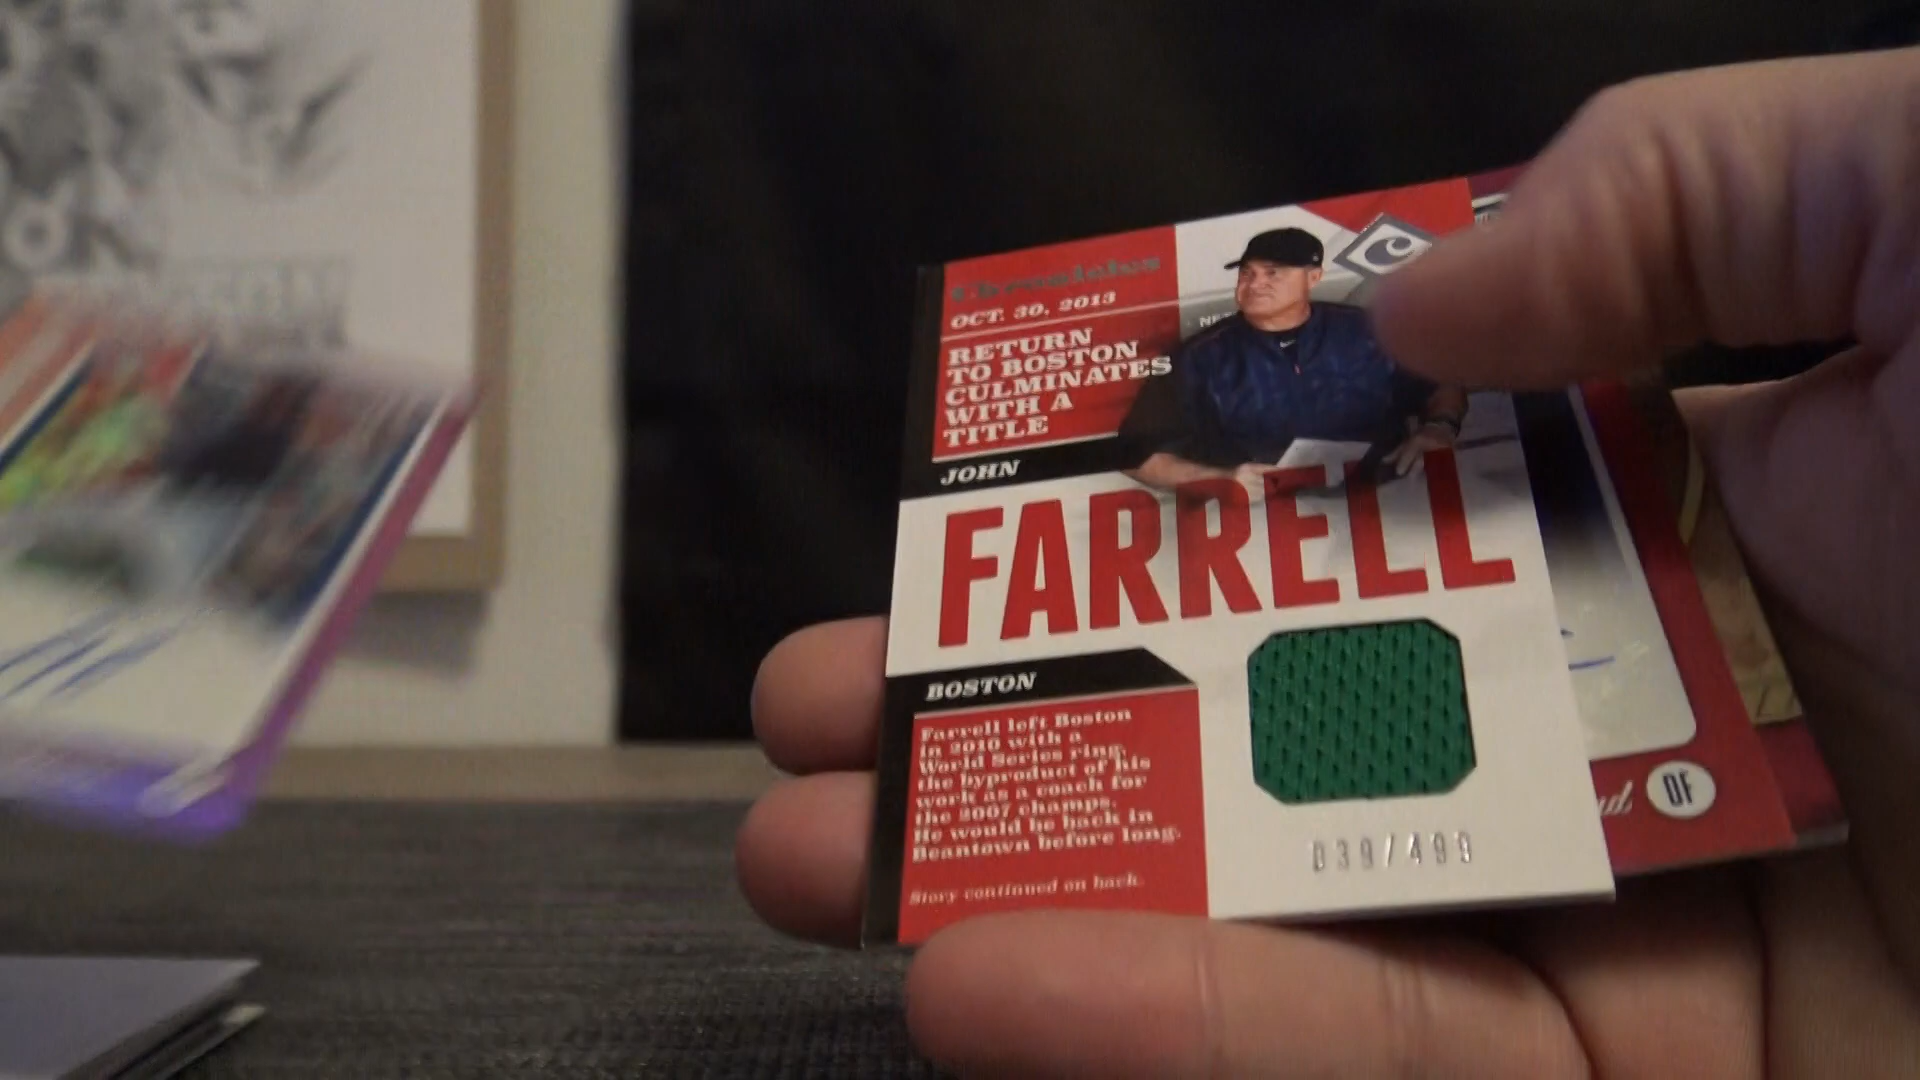 Chronicles
OCT. 30, 2013
RETURN
TO BOSTON
CULMINATES
WITH A
TITLE
JOHN
FARRELL
BOSTON
Farrell left Boston
in 2010 with a
World Series ring,
the byproduct of his
work as a coach for
the 2007 champs.
He would be back in
Beantown before long.
Story continued on back.
039/499
OF